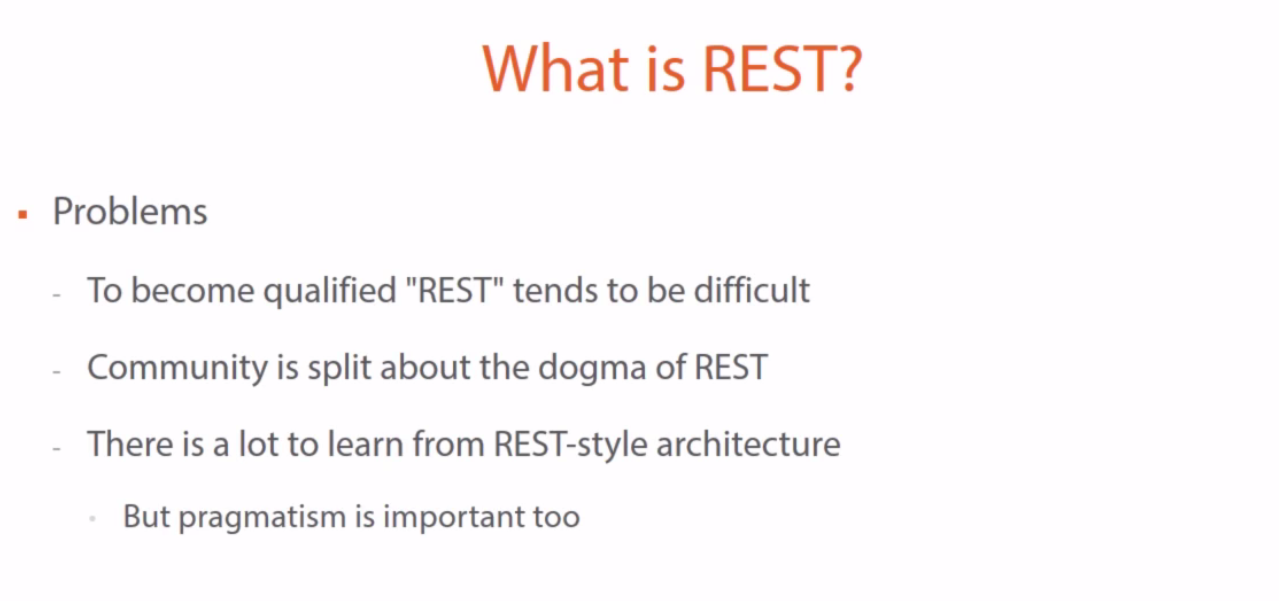 What is REST?
Problems
- To become qualified "REST" tends to be difficult
- Community is split about the dogma of REST
- There is a lot to learn from REST-style architecture
But pragmatism is important too